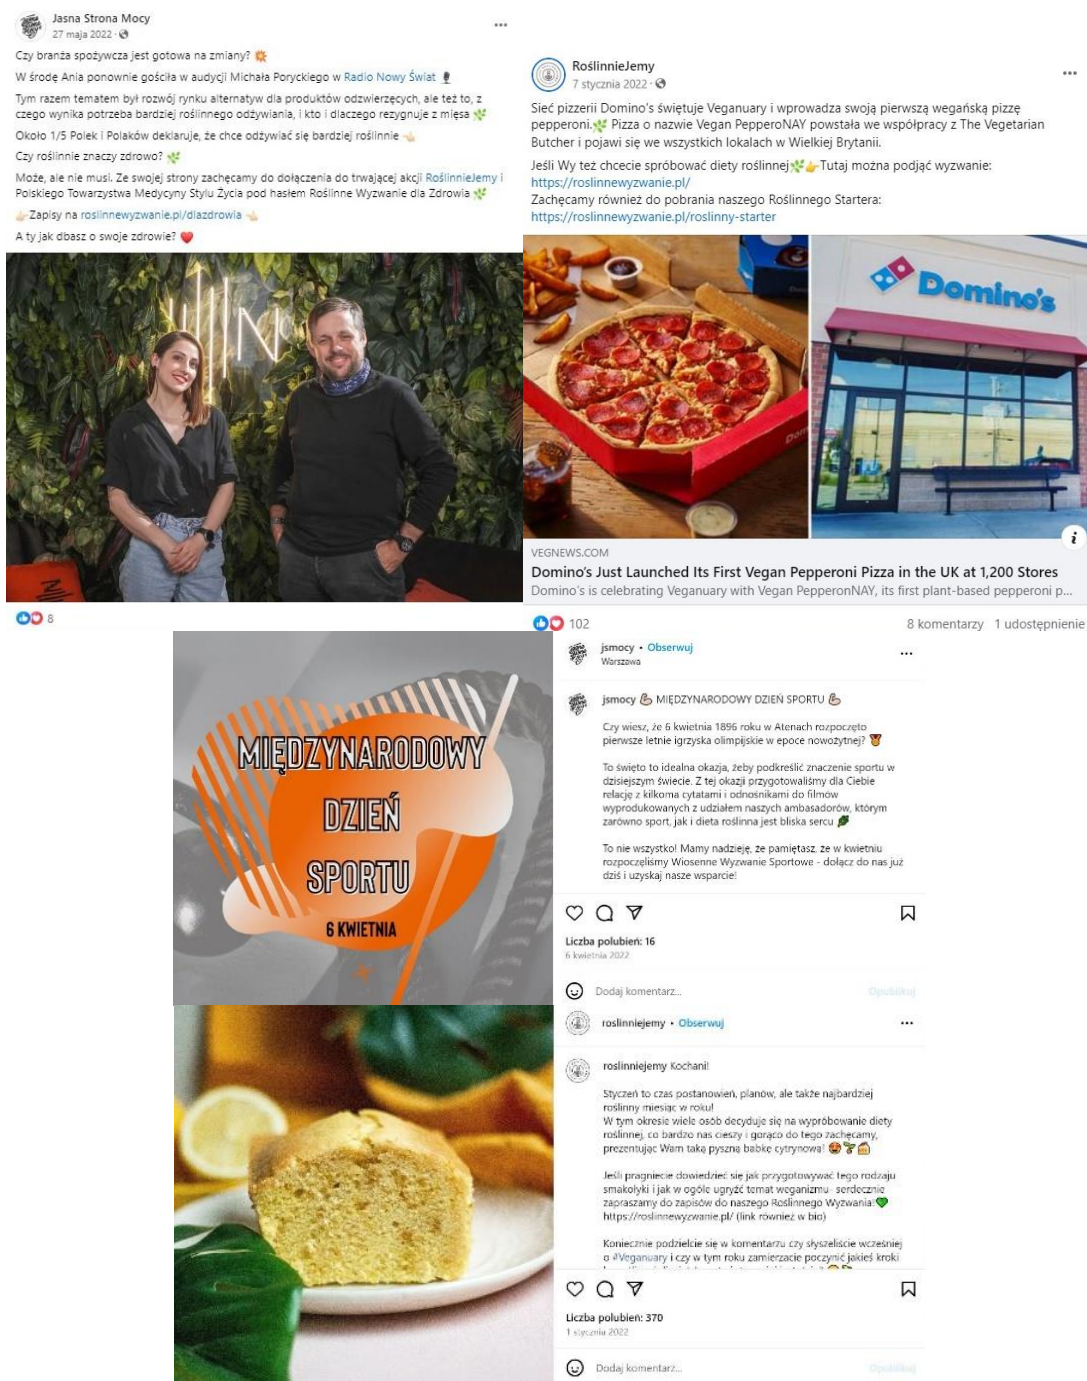 Jasna Strona Mocy
27 maja 2022
Czy branża spożywcza jest gotowa na zmiany?
W środę Ania ponownie gościła w audycji Michała Poryckiego w Radio Nowy Świat
Tym razem tematem był rozwój rynku alternatyw dla produktów odzwierzęcych, ale też to, z
czego wynika potrzeba bardziej roślinnego odżywiania, i kto i dlaczego rezygnuje z mięsa
Około 1/5 Polek i Polaków deklaruje, że chce odżywiać się bardziej roślinnie
Czy roślinnie znaczy zdrowo?
Może, ale nie musi. Ze swojej strony zachęcamy do dołączenia do trwającej akcji RoślinnieJemy i
Polskiego Towarzystwa Medycyny Stylu Życia pod hasłem Roślinne Wyzwanie dla Zdrowia
Zapisy na roslinnewyzwanie.pl/dlazdrowia
A ty jak dbasz o swoje zdrowie?
8
RoślinnieJemy
7 stycznia 2022
Sieć pizzerii Domino's świętuje Veganuary i wprowadza swoją pierwszą wegańską pizzę
pepperoni. Pizza o nazwie Vegan PepperoNAY powstała we współpracy z The Vegetarian
Butcher i pojawi się we wszystkich lokalach w Wielkiej Brytanii.
Jeśli Wy też chcecie spróbować diety roślinnej Tutaj można podjąć wyzwanie:
https://roslinnewyzwanie.pl/
Zachęcamy również do pobrania naszego Roślinnego Startera:
https://roslinnewyzwanie.pl/roslinny-starter
Domino's
VEGNEWS.COM
Domino's Just Launched Its First Vegan Pepperoni Pizza in the UK at 1,200 Stores
Domino's is celebrating Veganuary with Vegan PepperonNAY, its first plant-based pepperoni p...
102
8 komentarzy 1 udostępnienie
MIĘDZYNARODOWY
DZIEŃ
SPORTU
6 KWIETNIA
jsmocy • Obserwuj
Warszawa
jsmocy MIĘDZYNARODOWY DZIEŃ SPORTU
Czy wiesz, że 6 kwietnia 1896 roku w Atenach rozpoczęto
pierwsze letnie igrzyska olimpijskie w epoce nowożytnej?
To święto to idealna okazja, żeby podkreślić znaczenie sportu w
dzisiejszym świecie. Z tej okazji przygotowaliśmy dla Ciebie
relację z kilkoma cytatami i odnośnikami do filmów
wyprodukowanych z udziałem naszych ambasadorów, którym
zarówno sport, jak i dieta roślinna jest bliska sercu
To nie wszystko! Mamy nadzieję, że pamiętasz, że w kwietniu
rozpoczęliśmy Wiosenne Wyzwanie Sportowe - dołącz do nas już
dziś i uzyskaj nasze wsparcie!
Liczba polubień: 16
6 kwietnia 2022
Dodaj komentarz...
Opublikuj
roslinniejemy • Obserwuj
roslinniejemy Kochani!
Styczeń to czas postanowień, planów, ale także najbardziej
roślinny miesiąc w roku!
W tym okresie wiele osób decyduje się na wypróbowanie diety
roślinnej, co bardzo nas cieszy i gorąco do tego zachęcamy,
prezentując Wam taką pyszną babkę cytrynową!
Jeśli pragniecie dowiedzieć się jak przygotowywać tego rodzaju
smakołyki i jak w ogóle ugryźć temat weganizmu- serdecznie
zapraszamy do zapisów do naszego Roślinnego Wyzwania!
https://roslinnewyzwanie.pl/ (link również w bio)
Koniecznie podzielcie się w komentarzu czy słyszeliście wcześniej
o #Veganuary i czy w tym roku zamierzacie poczynić jakieś kroki
Liczba polubień: 370
1 stycznia 2022
Dodaj komentarz...
Opublikuj